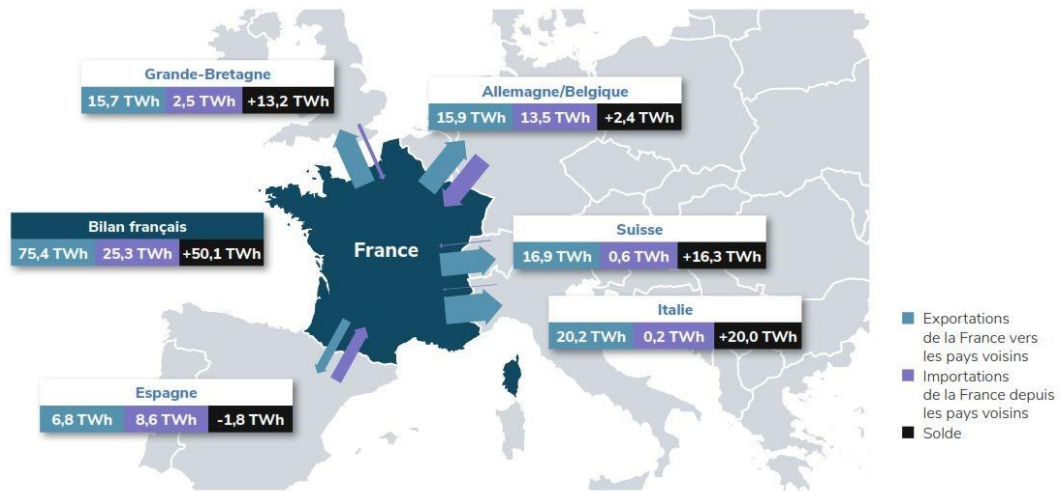 Grande-Bretagne
15,7 TWh 2,5 TWh +13,2 TWh
Allemagne/Belgique
15,9 TWh 13,5 TWh +2,4 TWh
Bilan français
75,4 TWh 25,3 TWh +50,1 TWh
France
Suisse
16,9 TWh 0,6 TWh +16,3 TWh
Italie
20,2 TWh 0,2 TWh +20,0 TWh
Espagne
6,8 TWh 8,6 TWh -1,8 TWh
Exportations
de la France vers
les pays voisins
Importations
de la France depuis
les pays voisins
Solde